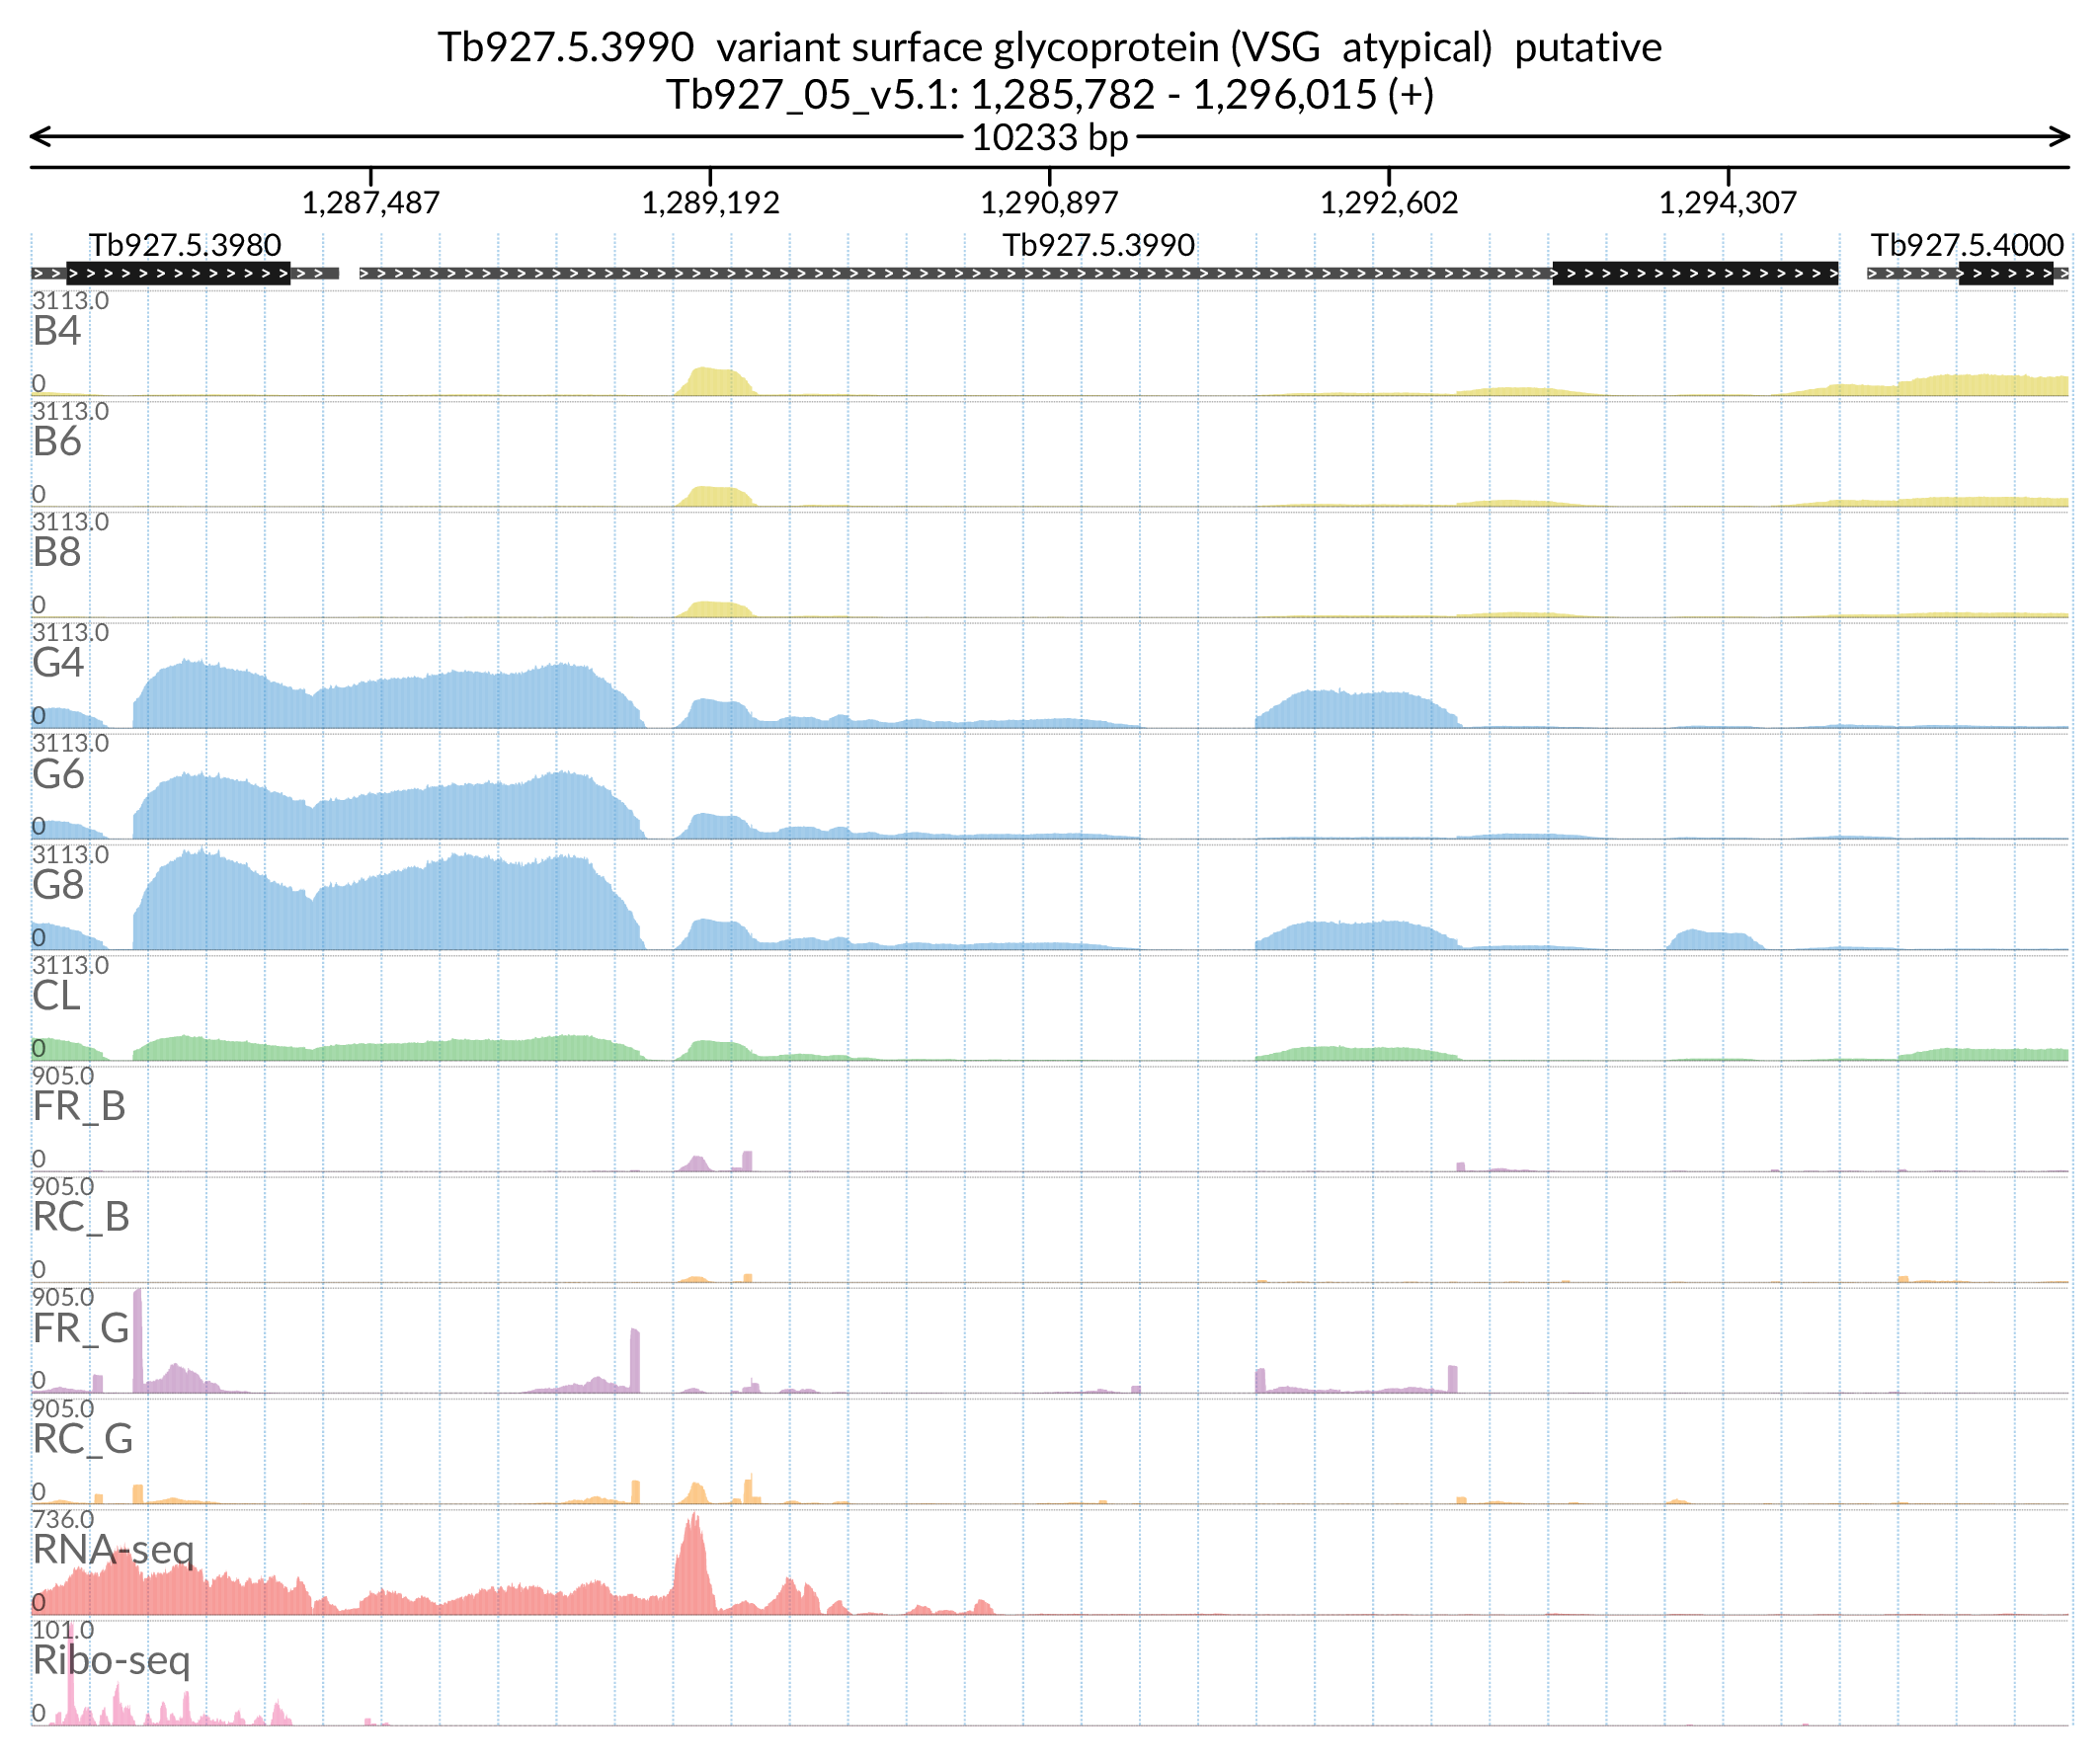 Tb927.5.3990 variant surface glycoprotein (VSG atypical) putative
Tb927_05_v5.1: 1,285,782 - 1,296,015 (+)
10233 bp
1,287,487 1,289,192 1,290,897 1,292,602 1,294,307
Tb927.5.3980 Tb927.5.3990 Tb927.5.4000
3113.0
B4
0
3113.0
B6
0
3113.0
B8
0
3113.0
G4
0
3113.0
G6
0
3113.0
G8
0
3113.0
CL
0
905.0
FR_B
0
905.0
RC_B
0
905.0
FR_G
0
905.0
RC_G
0
736.0
RNA-seq
0
101.0
Ribo-seq
0